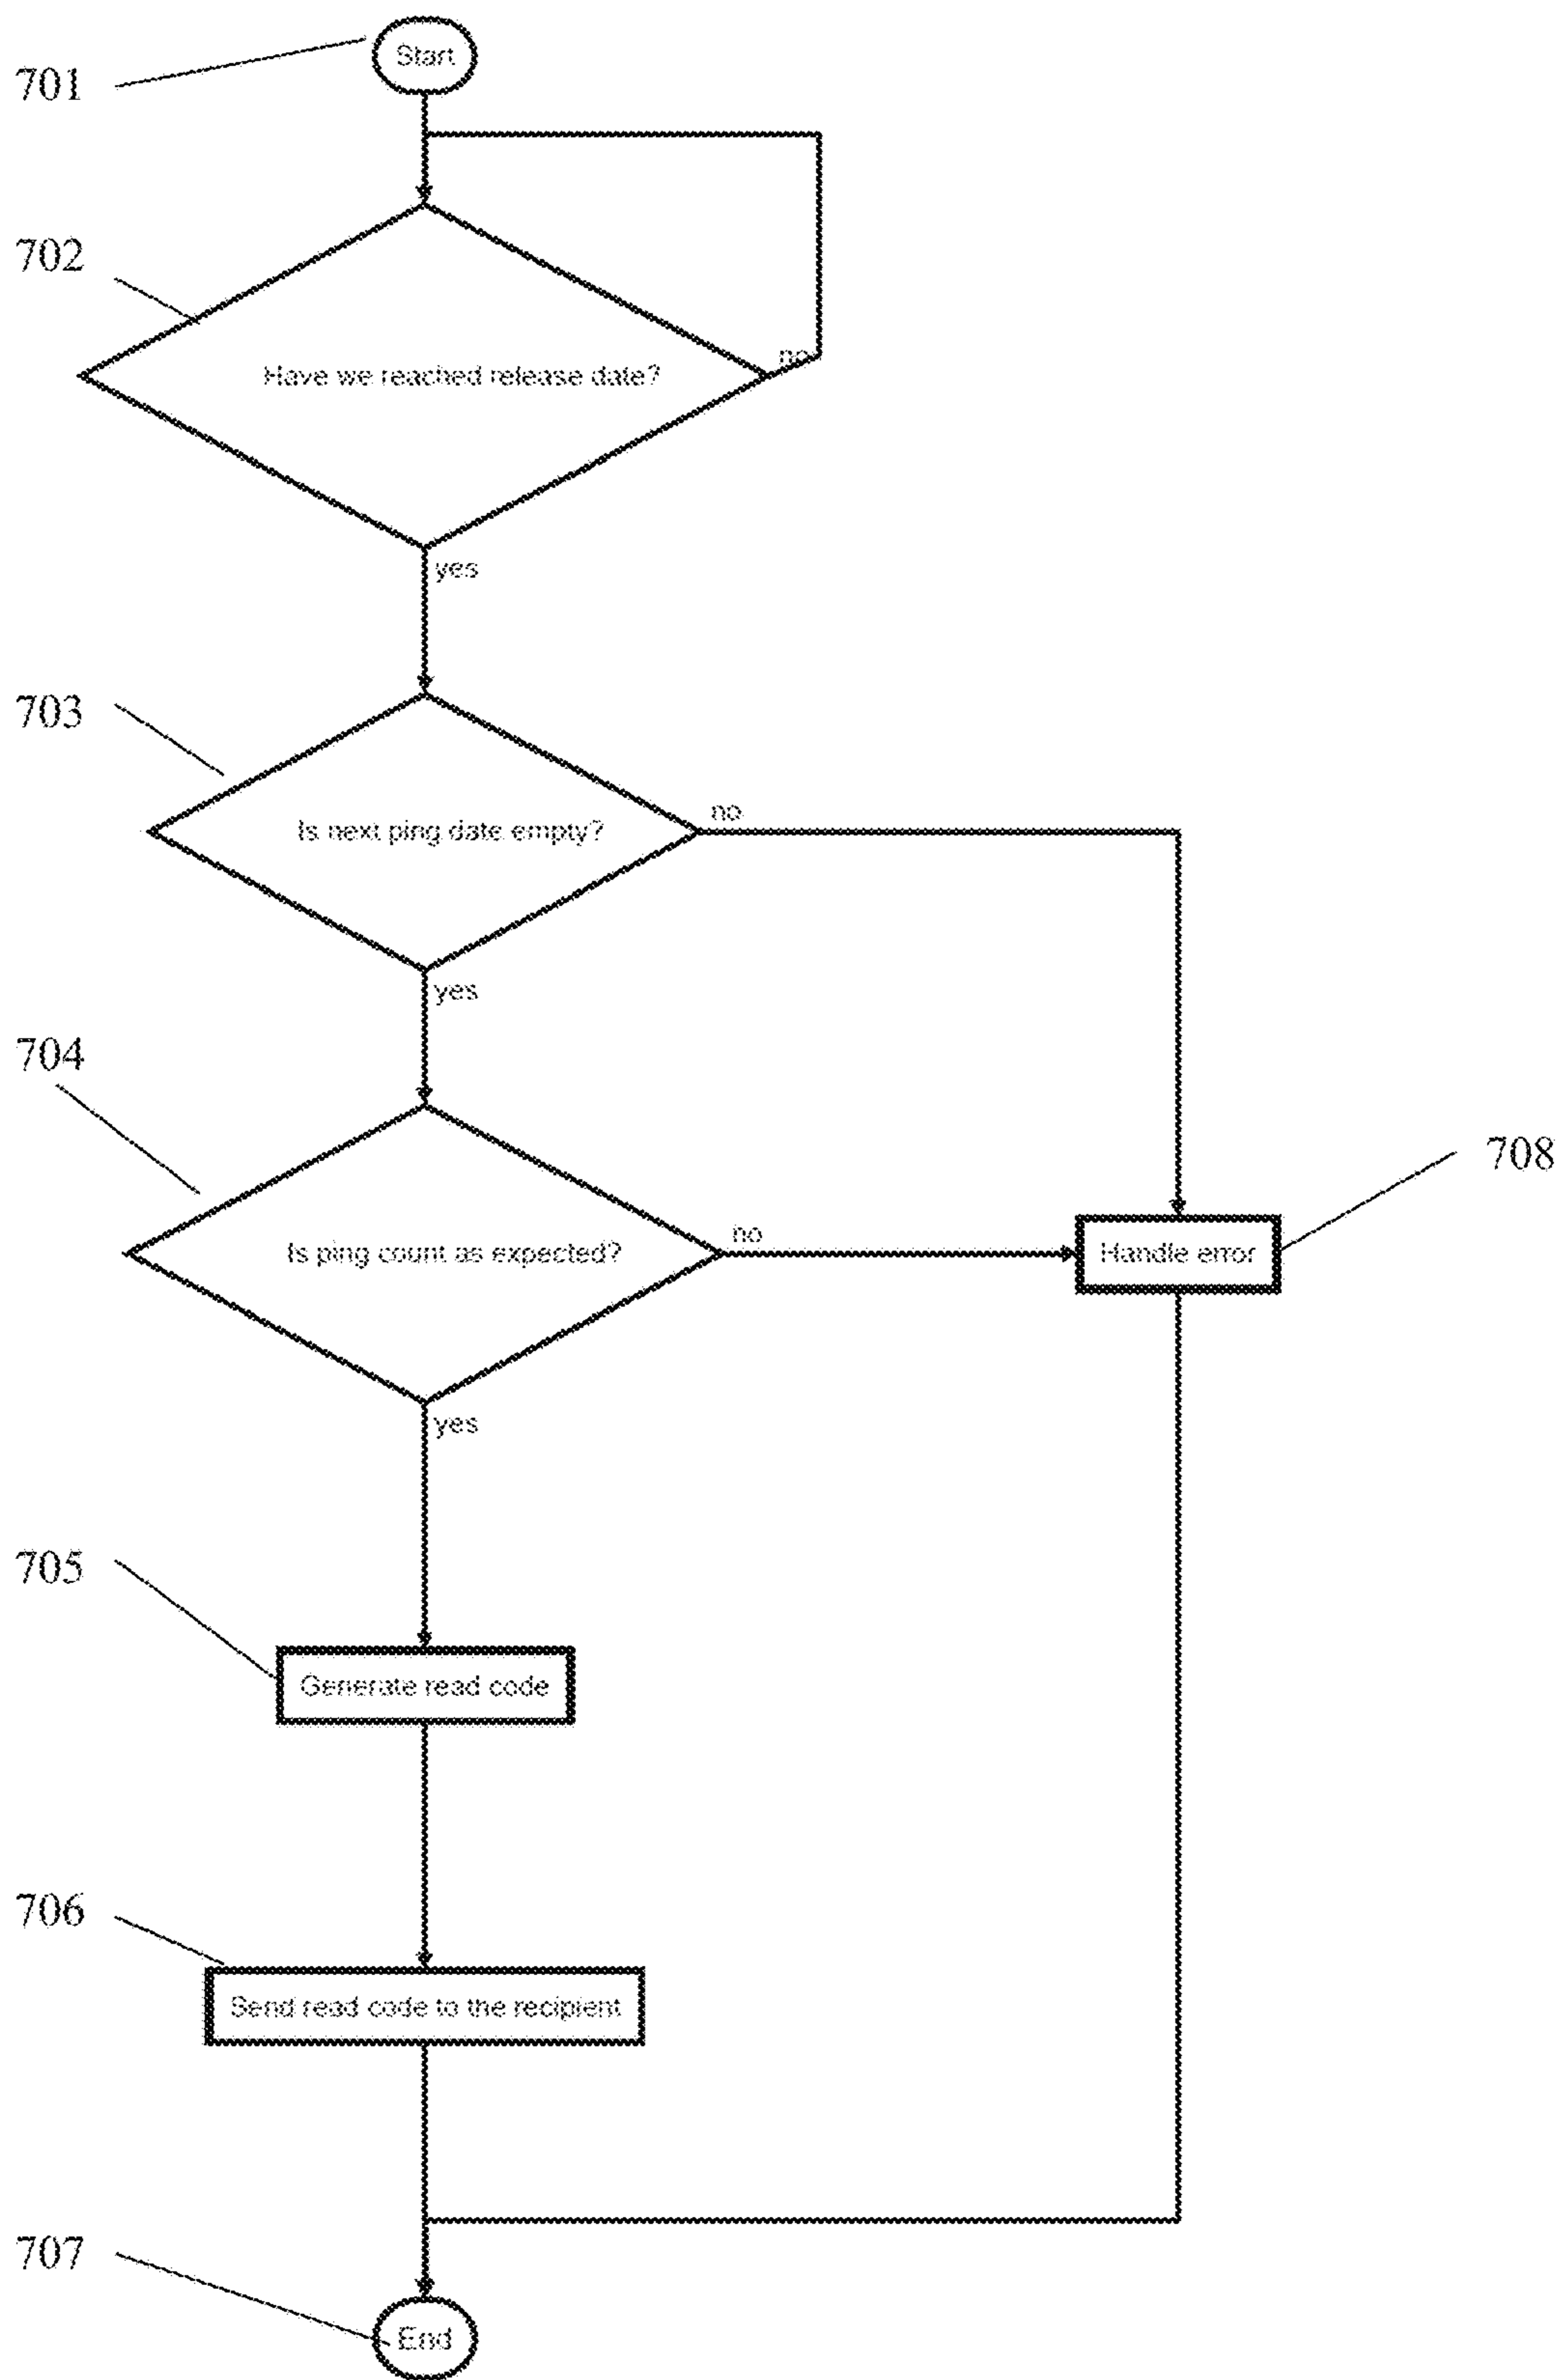 701
Start
702
Have we reached release date?
no
yes
703
Is next ping date empty?
no
yes
704
Is ping count as expected?
no
Handle error
708
yes
705
Generate read code
706
Send read code to the recipient
707
End